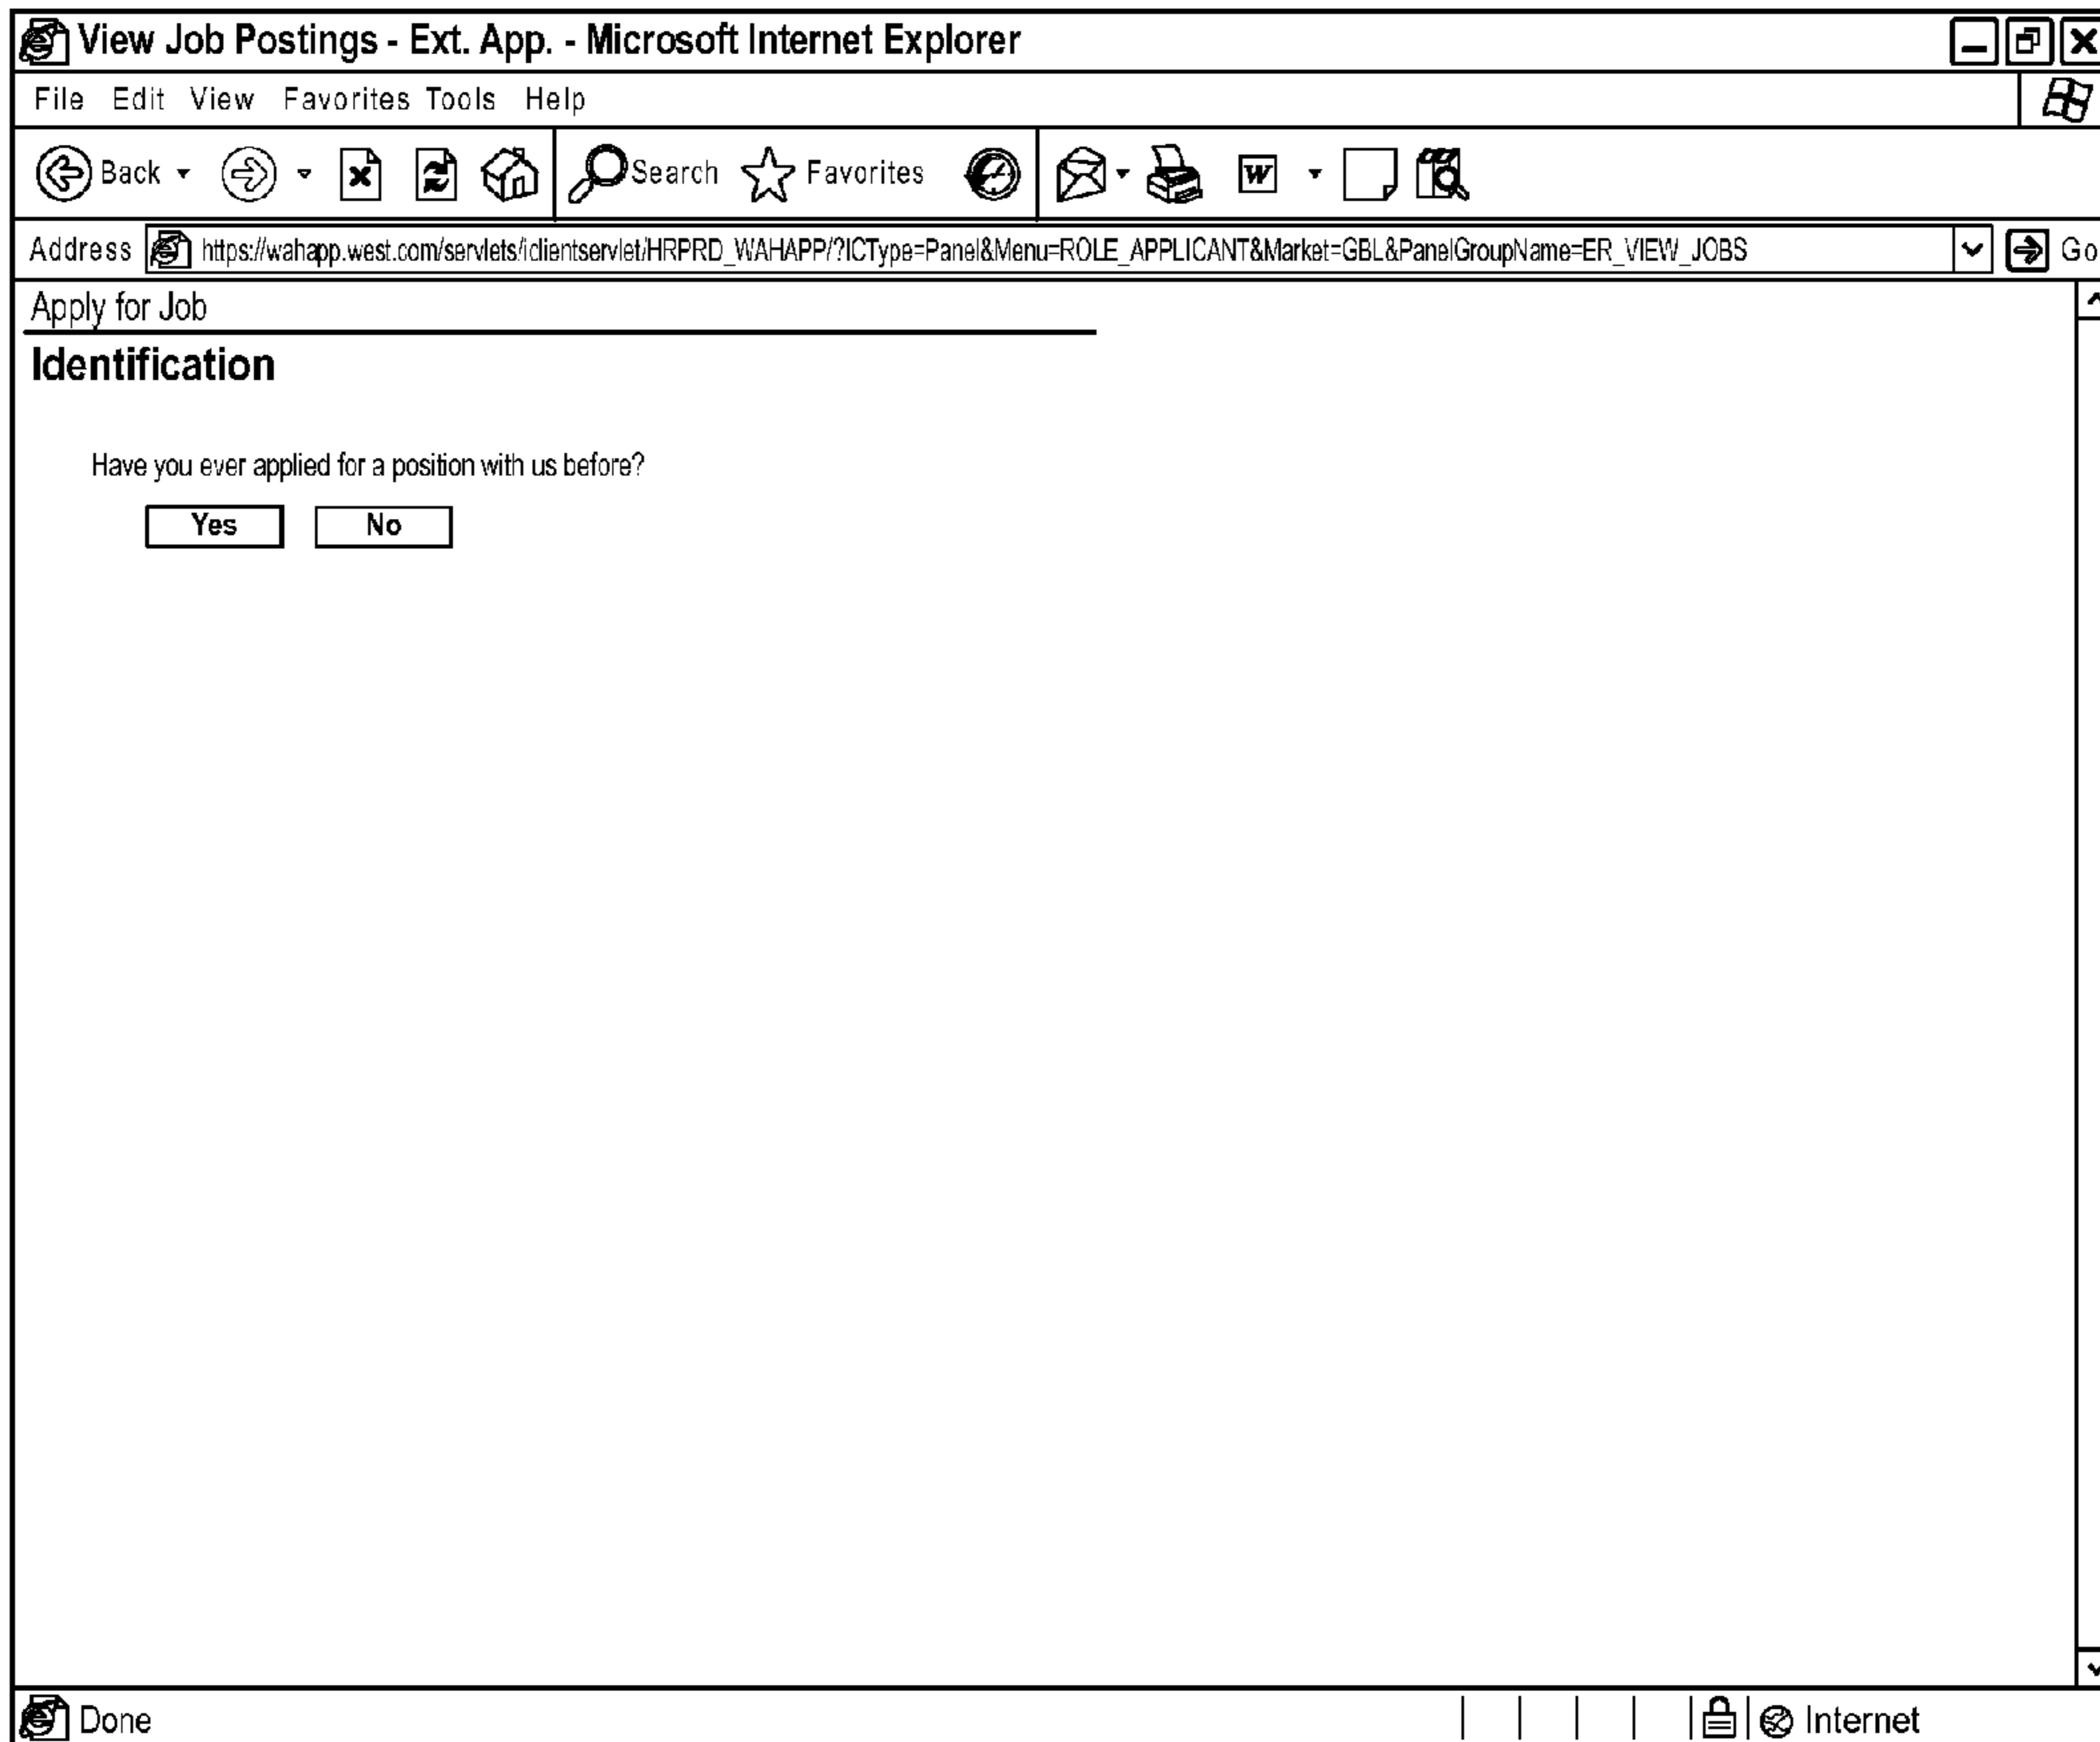 View Job Postings - Ext. App. - Microsoft Internet Explorer
File Edit View Favorites Tools Help
Back Search Favorites W
Address https://wahapp.west.com/servlets/iclientservlet/HRPRD_WAHAPP/?ICType=Panel&Menu=ROLE_APPLICANT&Market=GBL&PanelGroupName=ER_VIEW_JOBS Go
Apply for Job
Identification
Have you ever applied for a position with us before?
Yes No
Done Internet